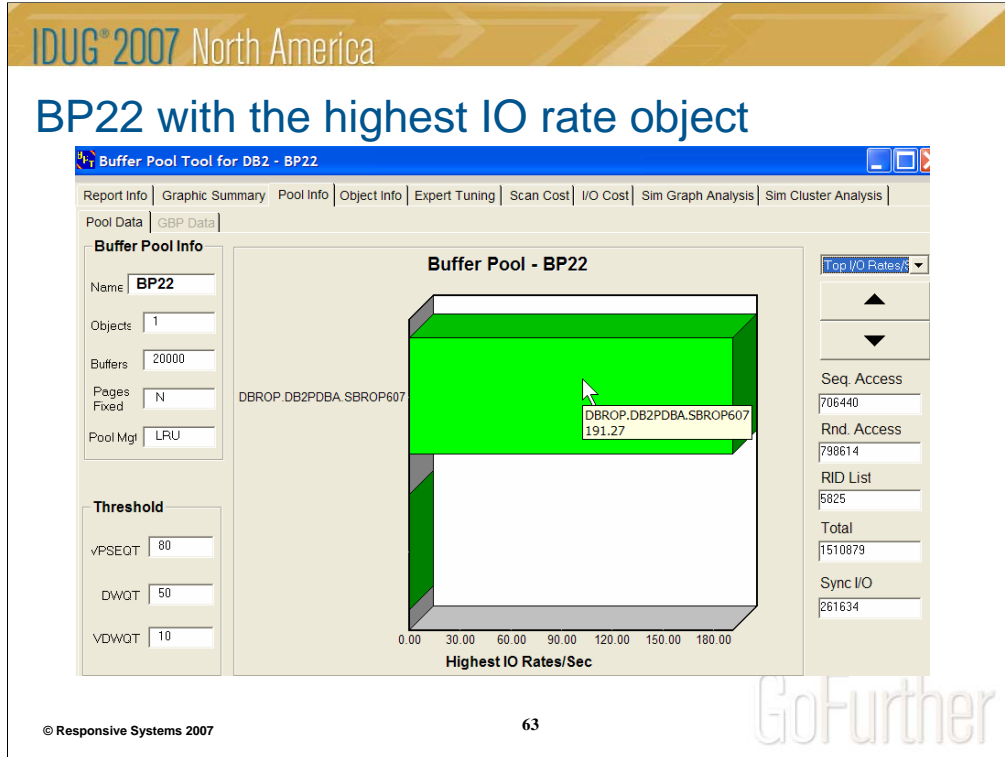 IDUG® 2007 North America
BP22 with the highest IO rate object
Buffer Pool Tool for DB2 - BP22
Report Info Graphic Summary Pool Info Object Info Expert Tuning Scan Cost I/O Cost Sim Graph Analysis Sim Cluster Analysis
Pool Data GBP Data
Buffer Pool Info
Name BP22
Objects 1
Buffers 20000
Pages Fixed N
Pool Mgt LRU
Threshold
VPSEQT 80
DWQT 50
VDWQT 10
Buffer Pool - BP22
DBROP.DB2PDBA.SBROP607
DBROP.DB2PDBA.SBROP607
191.27
0.00 30.00 60.00 90.00 120.00 150.00 180.00
Highest IO Rates/Sec
Top I/O Rates/S
Seq. Access
706440
Rnd. Access
798614
RID List
5825
Total
1510879
Sync I/O
261634
© Responsive Systems 2007
63
GoFurther